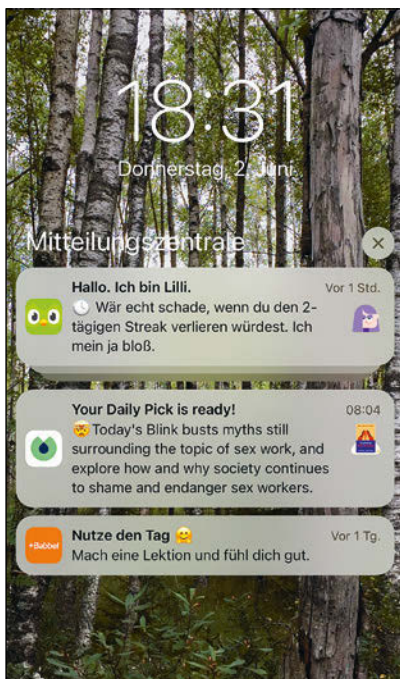 18:31
Donnerstag, 2. Juni
Mitteilungszentrale
Hallo. Ich bin Lilli. Vor 1 Std.
🕓 Wär echt schade, wenn du den 2-
tägigen Streak verlieren würdest. Ich
mein ja bloß.
Your Daily Pick is ready! 08:04
🤯Today's Blink busts myths still
surrounding the topic of sex work, and
explore how and why society continues
to shame and endanger sex workers.
+Babbel
Nutze den Tag 🤗 Vor 1 Tg.
Mach eine Lektion und fühl dich gut.